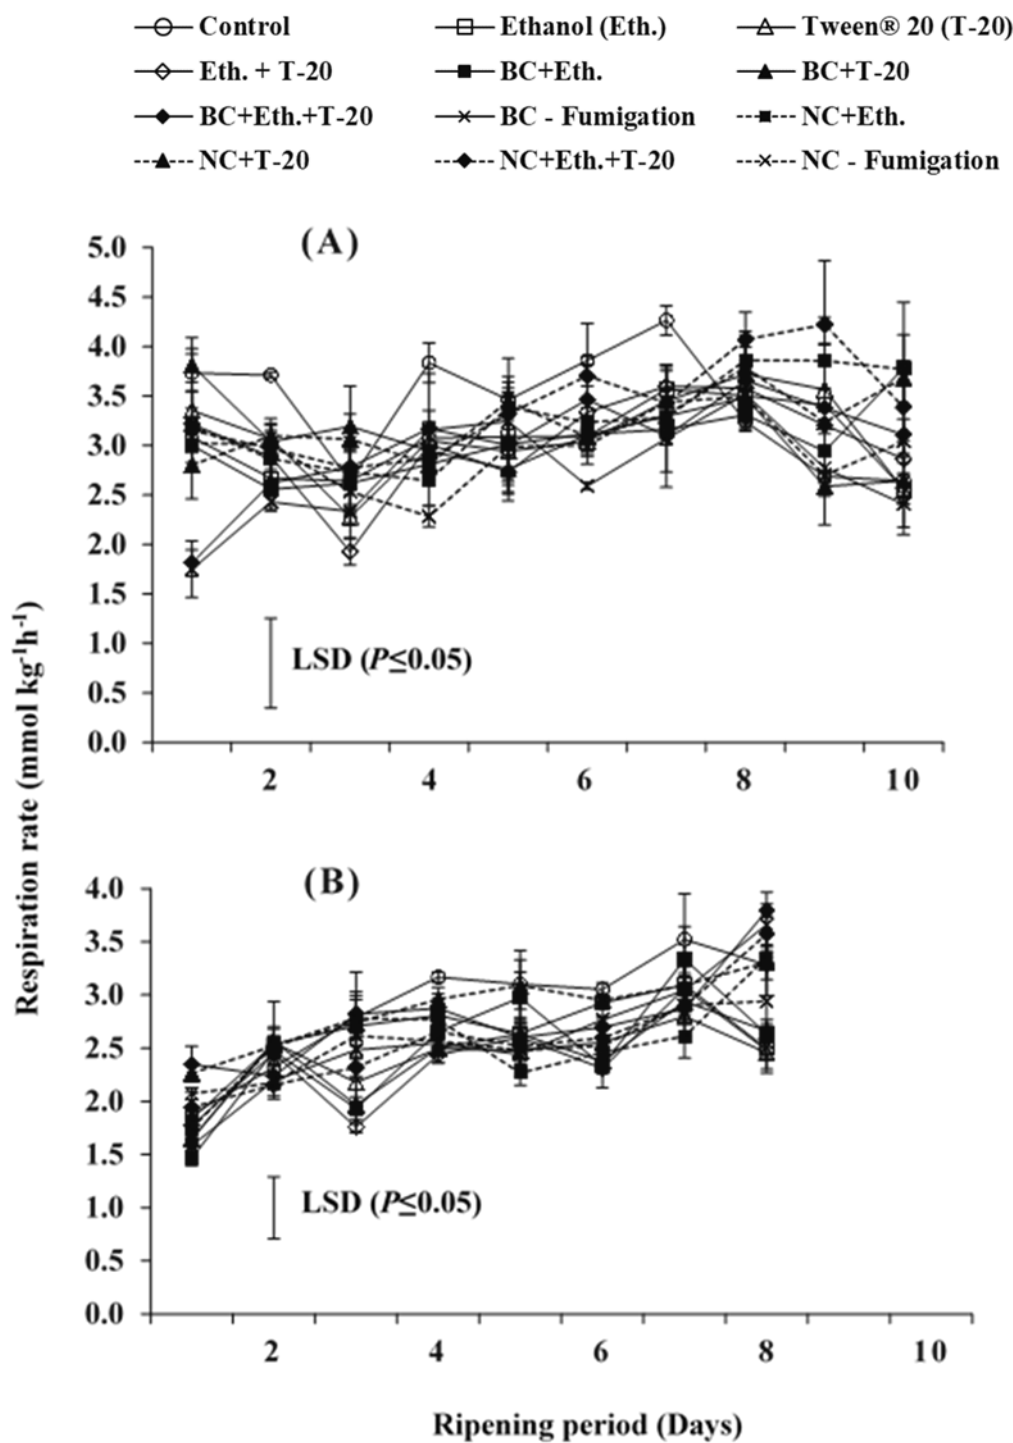 Control Ethanol (Eth.) Tween® 20 (T-20)
Eth. + T-20 BC+Eth. BC+T-20
BC+Eth.+T-20 BC - Fumigation NC+Eth.
NC+T-20 NC+Eth.+T-20 NC - Fumigation
(A)
5.0
4.5
4.0
3.5
3.0
2.5
2.0
1.5
1.0
0.5
0.0
LSD (P≤0.05)
2 4 6 8 10
Respiration rate (mmol kg⁻¹h⁻¹)
(B)
4.0
3.5
3.0
2.5
2.0
1.5
1.0
0.5
0.0
LSD (P≤0.05)
2 4 6 8 10
Ripening period (Days)